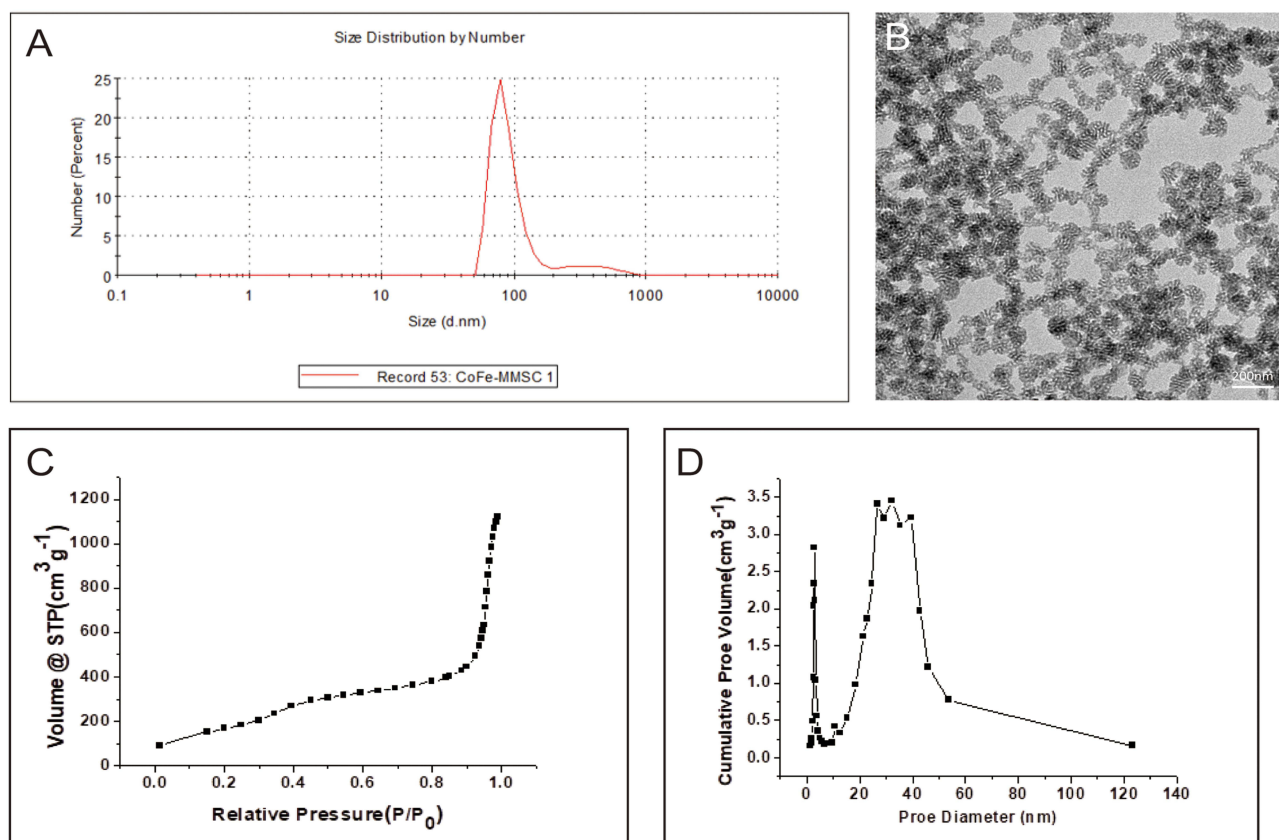 A
Size Distribution by Number
Number (Percent)
25
20
15
10
5
0
0.1 1 10 100 1000 10000
Size (d.nm)
Record 53: CoFe-MMSC 1
B
200nm
C
Volume @ STP(cm³g⁻¹)
1200
1000
800
600
400
200
0
0.0 0.2 0.4 0.6 0.8 1.0
Relative Pressure(P/P₀)
D
Cumulative Proe Volume(cm³g⁻¹)
3.5
3.0
2.5
2.0
1.5
1.0
0.5
0.0
0 20 40 60 80 100 120 140
Proe Diameter (nm)